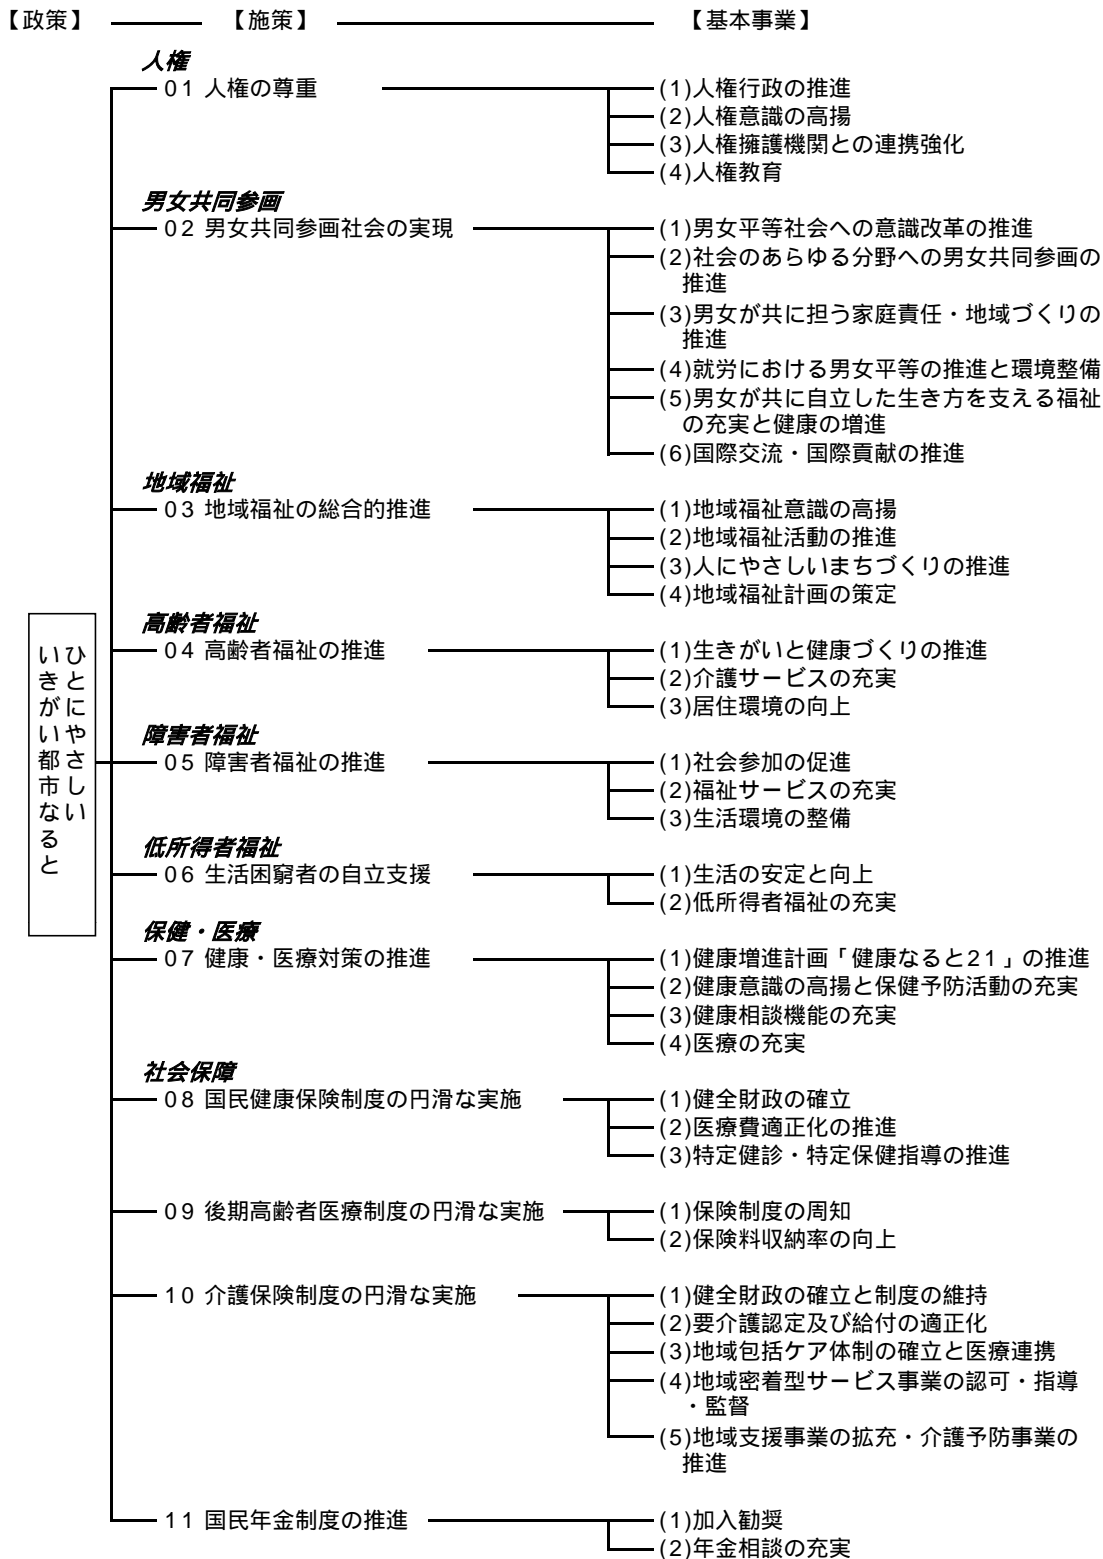 【政策】 【施策】 【基本事業】
人権
01 人権の尊重
(1)人権行政の推進
(2)人権意識の高揚
(3)人権擁護機関との連携強化
(4)人権教育
男女共同参画
02 男女共同参画社会の実現
(1)男女平等社会への意識改革の推進
(2)社会のあらゆる分野への男女共同参画の
推進
(3)男女が共に担う家庭責任・地域づくりの
推進
(4)就労における男女平等の推進と環境整備
(5)男女が共に自立した生き方を支える福祉
の充実と健康の増進
(6)国際交流・国際貢献の推進
地域福祉
03 地域福祉の総合的推進
(1)地域福祉意識の高揚
(2)地域福祉活動の推進
(3)人にやさしいまちづくりの推進
(4)地域福祉計画の策定
ひとにやさしい
いきがい都市なると
高齢者福祉
04 高齢者福祉の推進
(1)生きがいと健康づくりの推進
(2)介護サービスの充実
(3)居住環境の向上
障害者福祉
05 障害者福祉の推進
(1)社会参加の促進
(2)福祉サービスの充実
(3)生活環境の整備
低所得者福祉
06 生活困窮者の自立支援
(1)生活の安定と向上
(2)低所得者福祉の充実
保健・医療
07 健康・医療対策の推進
(1)健康増進計画「健康なると21」の推進
(2)健康意識の高揚と保健予防活動の充実
(3)健康相談機能の充実
(4)医療の充実
社会保障
08 国民健康保険制度の円滑な実施
(1)健全財政の確立
(2)医療費適正化の推進
(3)特定健診・特定保健指導の推進
09 後期高齢者医療制度の円滑な実施
(1)保険制度の周知
(2)保険料収納率の向上
10 介護保険制度の円滑な実施
(1)健全財政の確立と制度の維持
(2)要介護認定及び給付の適正化
(3)地域包括ケア体制の確立と医療連携
(4)地域密着型サービス事業の認可・指導
・監督
(5)地域支援事業の拡充・介護予防事業の
推進
11 国民年金制度の推進
(1)加入勧奨
(2)年金相談の充実